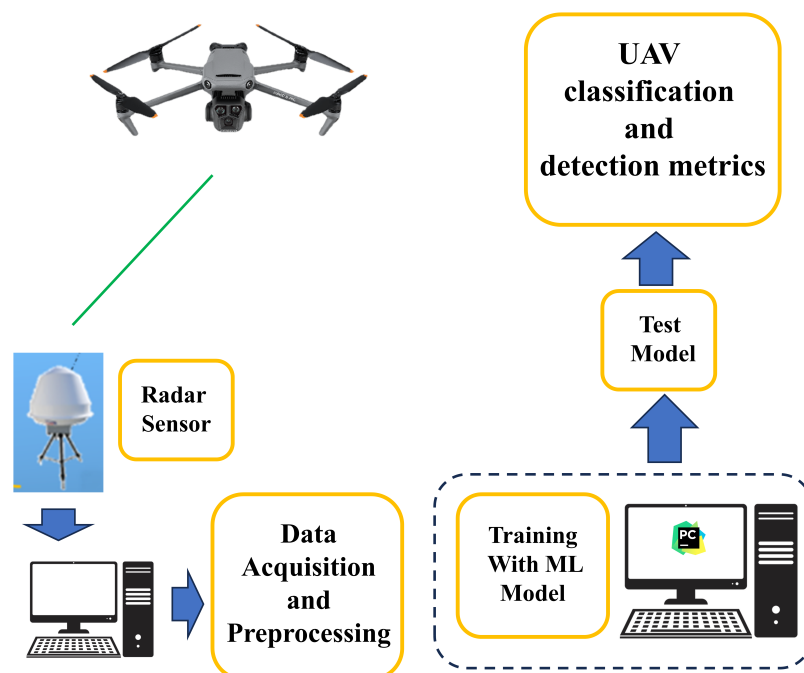 UAV
classification
and
detection metrics
Test
Model
Radar
Sensor
Data
Acquisition
and
Preprocessing
Training
With ML
Model
PC